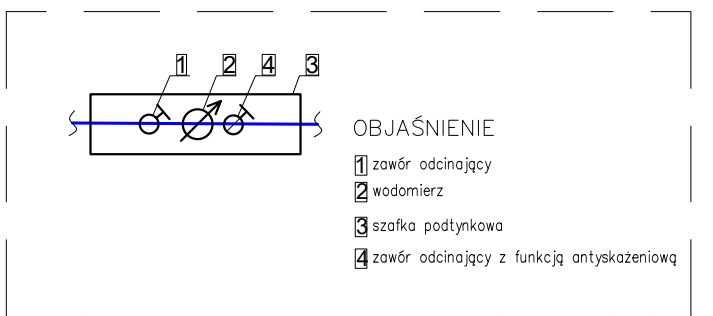 1 2 4 3
OBJAŚNIENIE
1 zawór odcinający
2 wodomierz
3 szafka podtynkowa
4 zawór odcinający z funkcją antyskażeniową